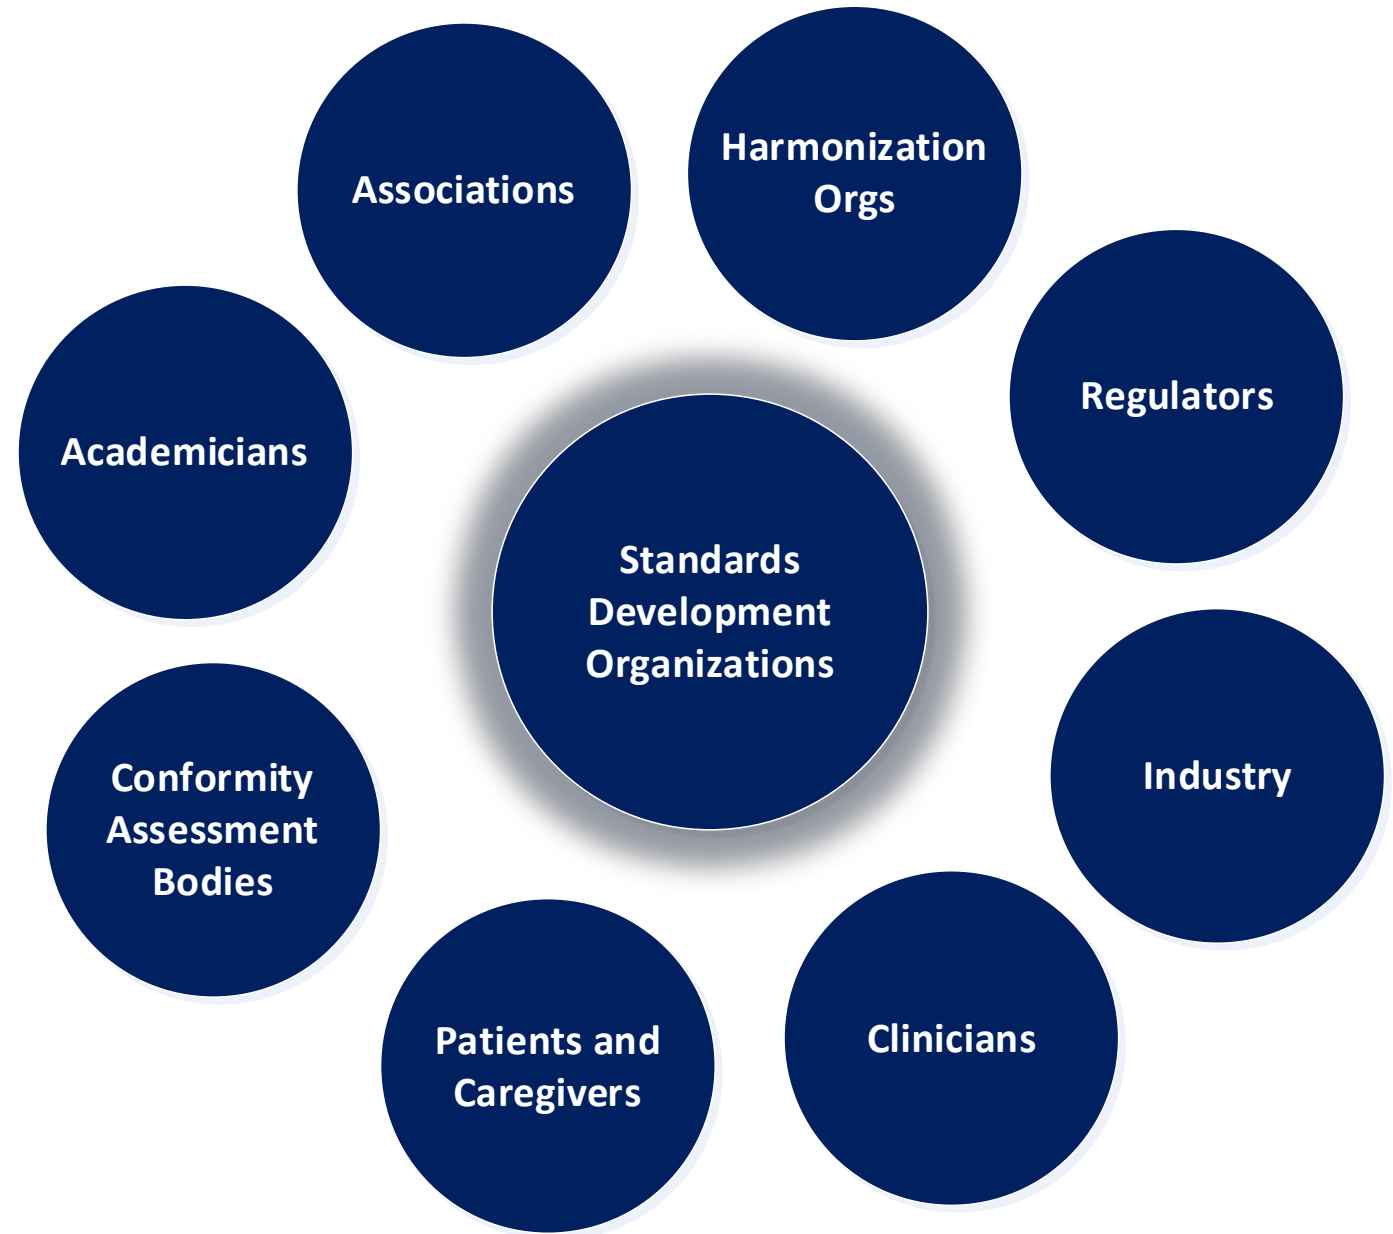 Associations
Harmonization
Orgs
Regulators
Academicians
Standards
Development
Organizations
Industry
Conformity
Assessment
Bodies
Clinicians
Patients and
Caregivers